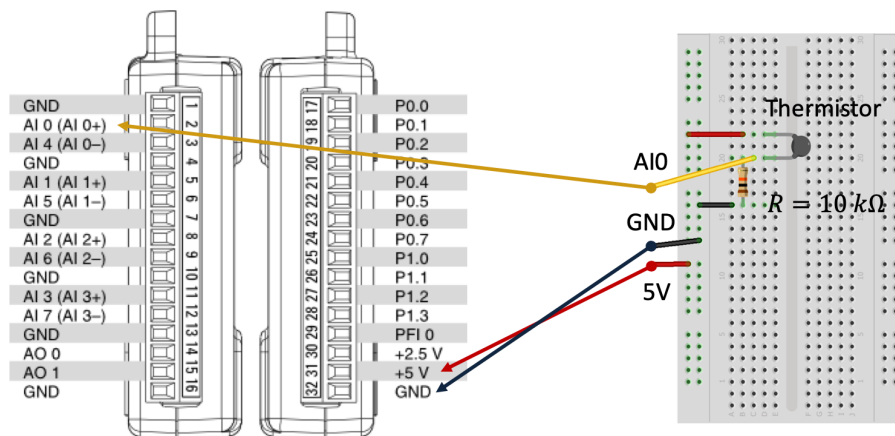 GND
AI 0 (AI 0+)
AI 4 (AI 0–)
GND
AI 1 (AI 1+)
AI 5 (AI 1–)
GND
AI 2 (AI 2+)
AI 6 (AI 2–)
GND
AI 3 (AI 3+)
AI 7 (AI 3–)
GND
AO 0
AO 1
GND
1
2
3
4
5
6
7
8
9
10
11
12
13
14
15
16
17
18
9
20
21
22
23
24
25
26
27
28
29
30
31
32
P0.0
P0.1
P0.2
P0.3
P0.4
P0.5
P0.6
P0.7
P1.0
P1.1
P1.2
P1.3
PFI 0
+2.5 V
+5 V
GND
Thermistor
AI0
R = 10 kΩ
GND
5V